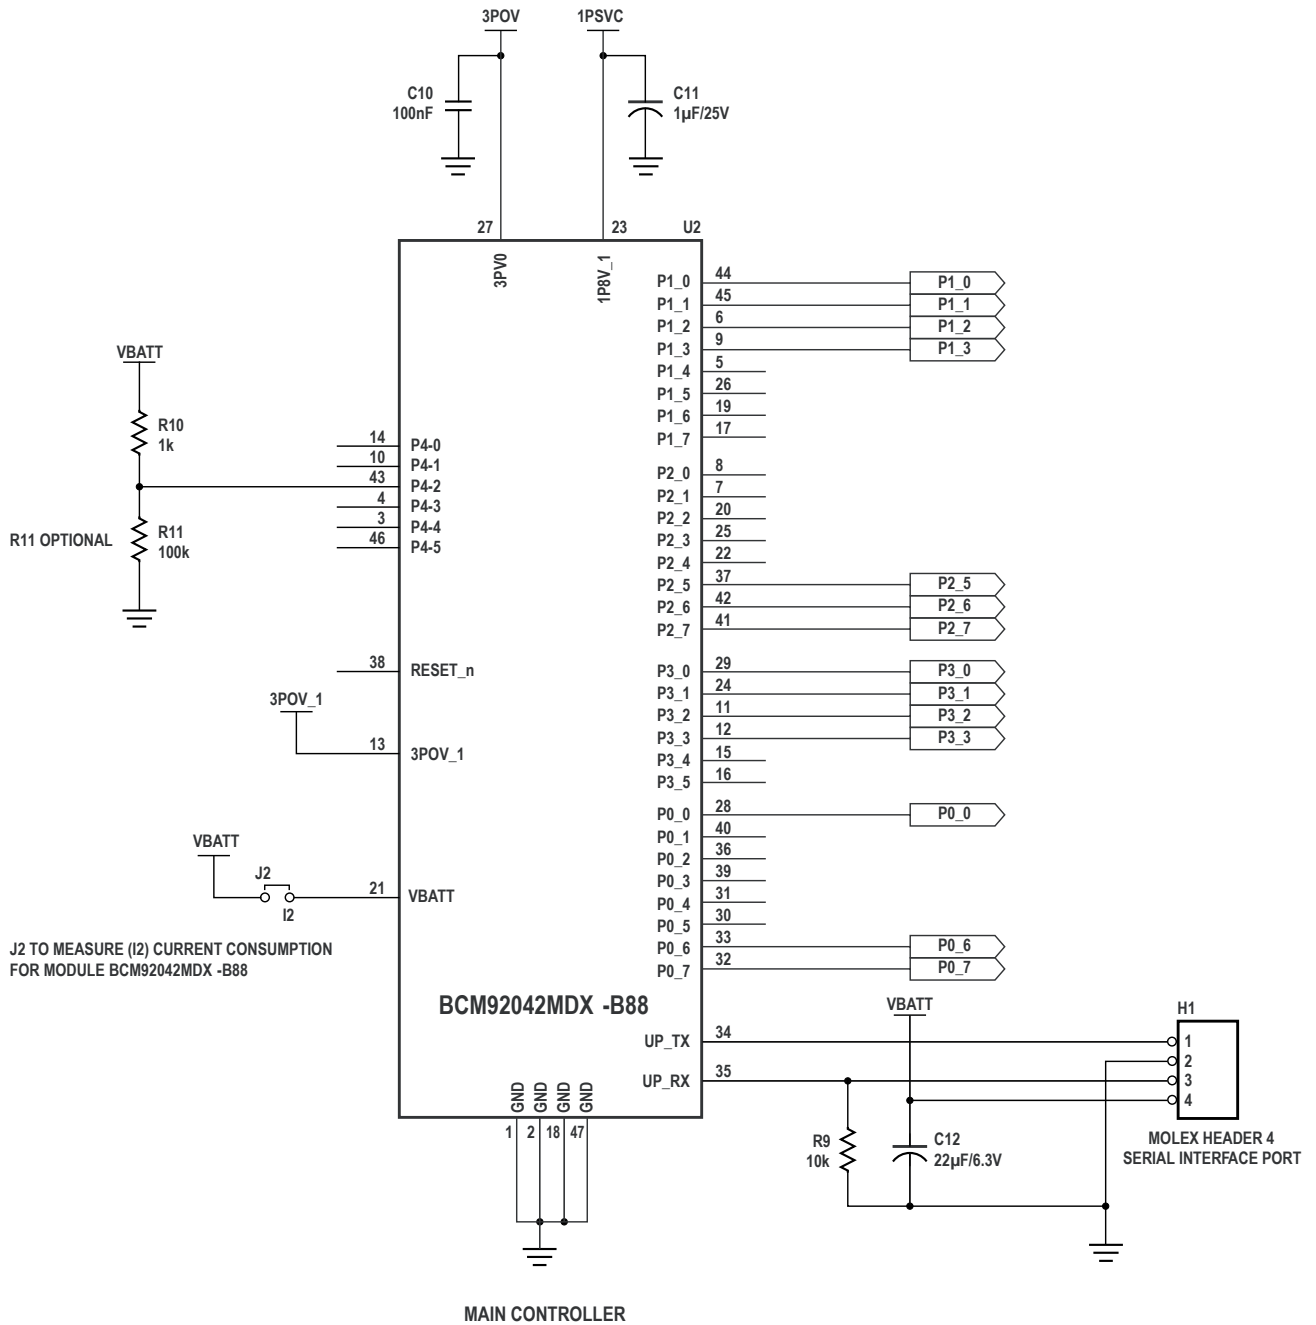 3POV
1PSVC
C10
100nF
C11
1µF/25V
27
23
U2
3PV0
1P8V_1
P1_0 44 P1_0
P1_1 45 P1_1
P1_2 6 P1_2
P1_3 9 P1_3
P1_4 5
P1_5 26
P1_6 19
P1_7 17
VBATT
R10
1k
R11 OPTIONAL
R11
100k
14 P4-0
10 P4-1
43 P4-2
4 P4-3
3 P4-4
46 P4-5
P2_0 8
P2_1 7
P2_2 20
P2_3 25
P2_4 22
P2_5 37 P2_5
P2_6 42 P2_6
P2_7 41 P2_7
38 RESET_n
3POV_1
13 3POV_1
P3_0 29 P3_0
P3_1 24 P3_1
P3_2 11 P3_2
P3_3 12 P3_3
P3_4 15
P3_5 16
P0_0 28 P0_0
P0_1 40
P0_2 36
P0_3 39
P0_4 31
P0_5 30
P0_6 33 P0_6
P0_7 32 P0_7
VBATT
J2
I2
21 VBATT
J2 TO MEASURE (I2) CURRENT CONSUMPTION
FOR MODULE BCM92042MDX -B88
BCM92042MDX -B88
UP_TX 34
UP_RX 35
VBATT
H1
1
2
3
4
GND GND GND GND
1 2 18 47
R9
10k
C12
22µF/6.3V
MOLEX HEADER 4
SERIAL INTERFACE PORT
MAIN CONTROLLER